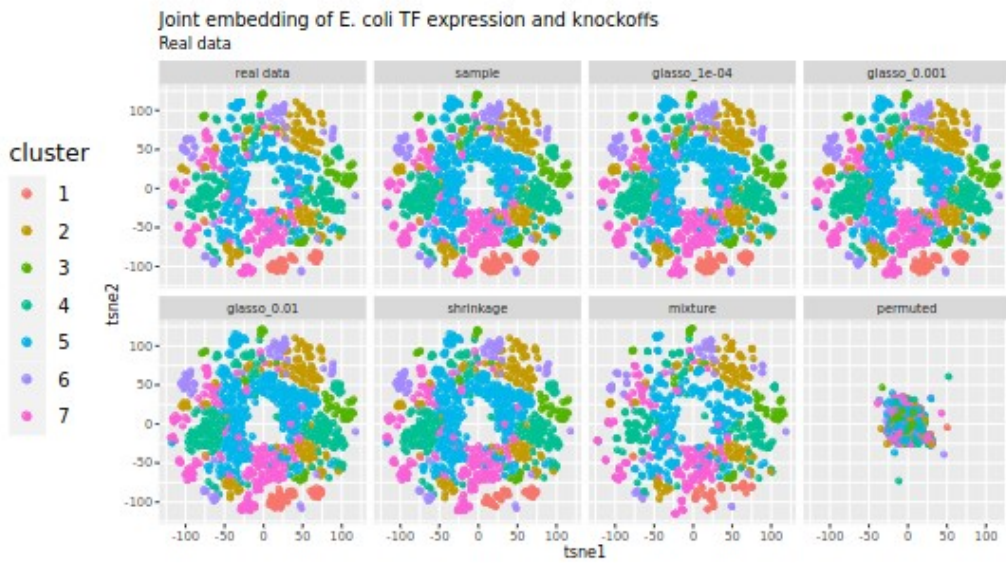 Joint embedding of E. coli TF expression and knockoffs
Real data
real data sample glasso_1e-04 glasso_0.001
cluster
1
2
3
4
5
6
7
tsne2
100
50
0
-50
-100
glasso_0.01 shrinkage mixture permuted
100
50
0
-50
-100
-100 -50 0 50 100 -100 -50 0 50 100 -100 -50 0 50 100 -100 -50 0 50 100
tsne1